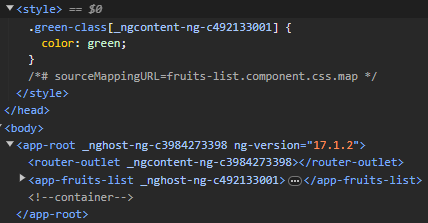 ▼<style> == $0
.green-class[_ngcontent-ng-c492133001] {
color: green;
}
/*# sourceMappingURL=fruits-list.component.css.map */
</style>
</head>
▼<body>
▼<app-root _nghost-ng-c3984273398 ng-version="17.1.2">
<router-outlet _ngcontent-ng-c3984273398></router-outlet>
▶<app-fruits-list _nghost-ng-c492133001>…</app-fruits-list>
<!--container-->
</app-root>